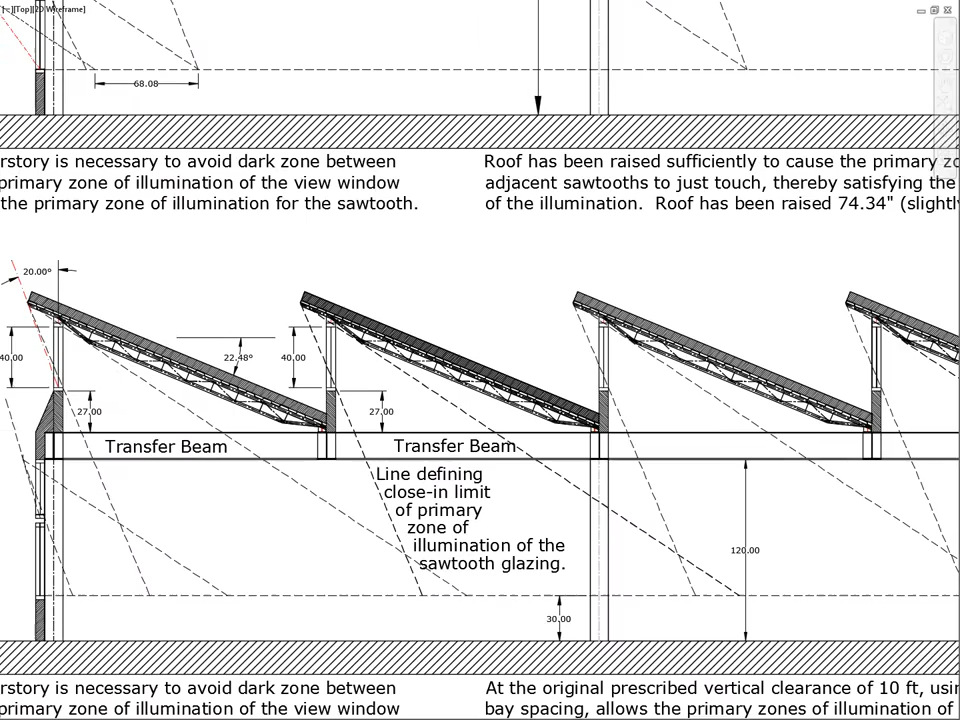 [−][Top][2D Wireframe]
68.08
rstory is necessary to avoid dark zone between
primary zone of illumination of the view window
the primary zone of illumination for the sawtooth.
Roof has been raised sufficiently to cause the primary zo
adjacent sawtooths to just touch, thereby satisfying the
of the illumination. Roof has been raised 74.34" (slightly
20.00°
40.00
27.00
22.48°
40.00
27.00
Transfer Beam
Transfer Beam
Line defining
close-in limit
of primary
zone of
illumination of the
sawtooth glazing.
120.00
30.00
rstory is necessary to avoid dark zone between
primary zone of illumination of the view window
At the original prescribed vertical clearance of 10 ft, usin
bay spacing, allows the primary zones of illumination of